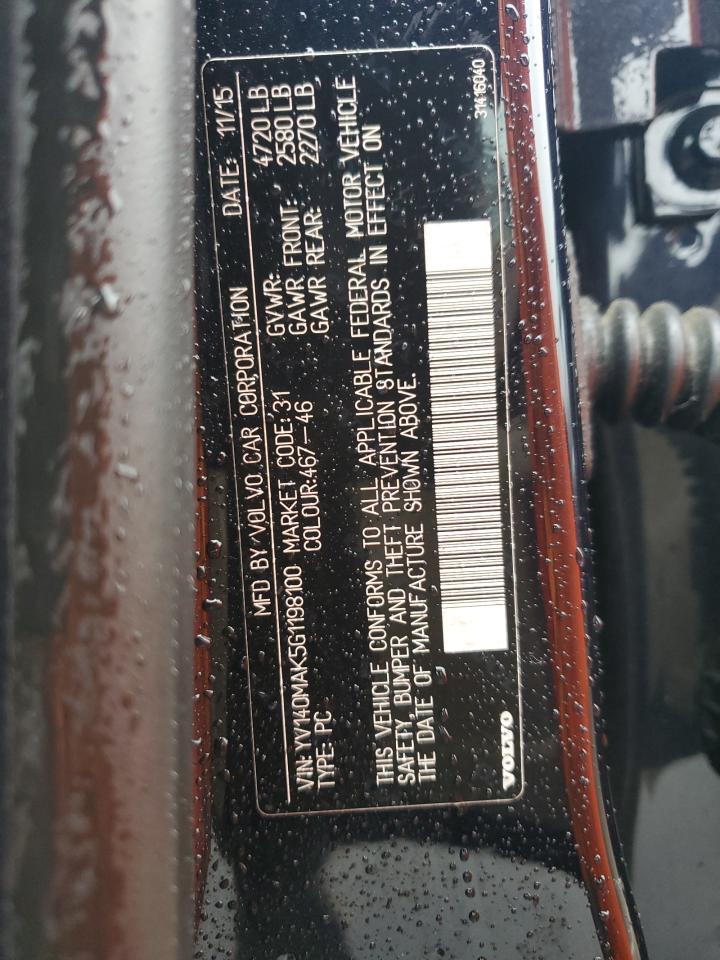 MFD BY VOLVO CAR CORPORATION DATE: 11/15
GVWR: 4720 LB
VIN: YV140MAK5G1198100 MARKET CODE: 31 GAWR FRONT: 2580 LB
TYPE: PC COLOUR:467-46 GAWR REAR: 2270 LB
THIS VEHICLE CONFORMS TO ALL APPLICABLE FEDERAL MOTOR VEHICLE
SAFETY, BUMPER AND THEFT PREVENTION STANDARDS IN EFFECT ON
THE DATE OF MANUFACTURE SHOWN ABOVE.
VOLVO
31416040